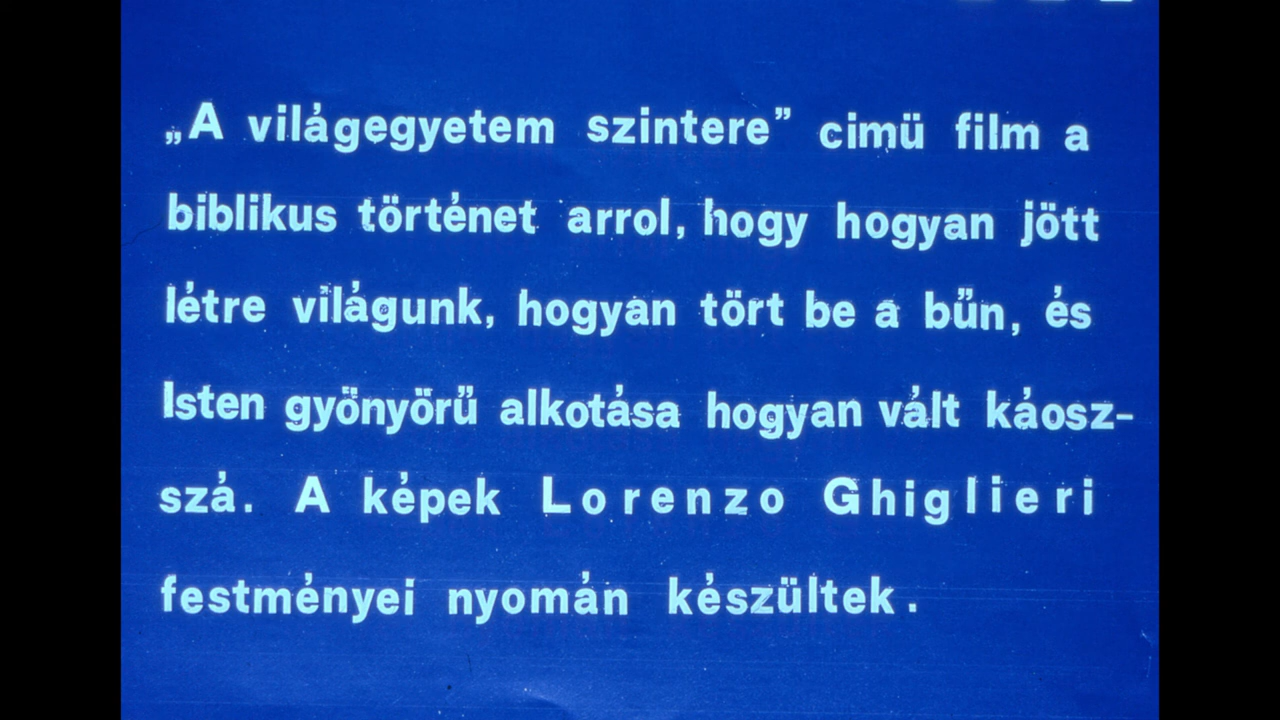 „A világegyetem szintere” cimü film a
biblikus történet arrol, hogy hogyan jött
létre világunk, hogyan tört be a bűn, és
Isten gyönyörű alkotása hogyan vált káosz-
szá. A képek Lorenzo Ghiglieri
festményei nyomán készültek.